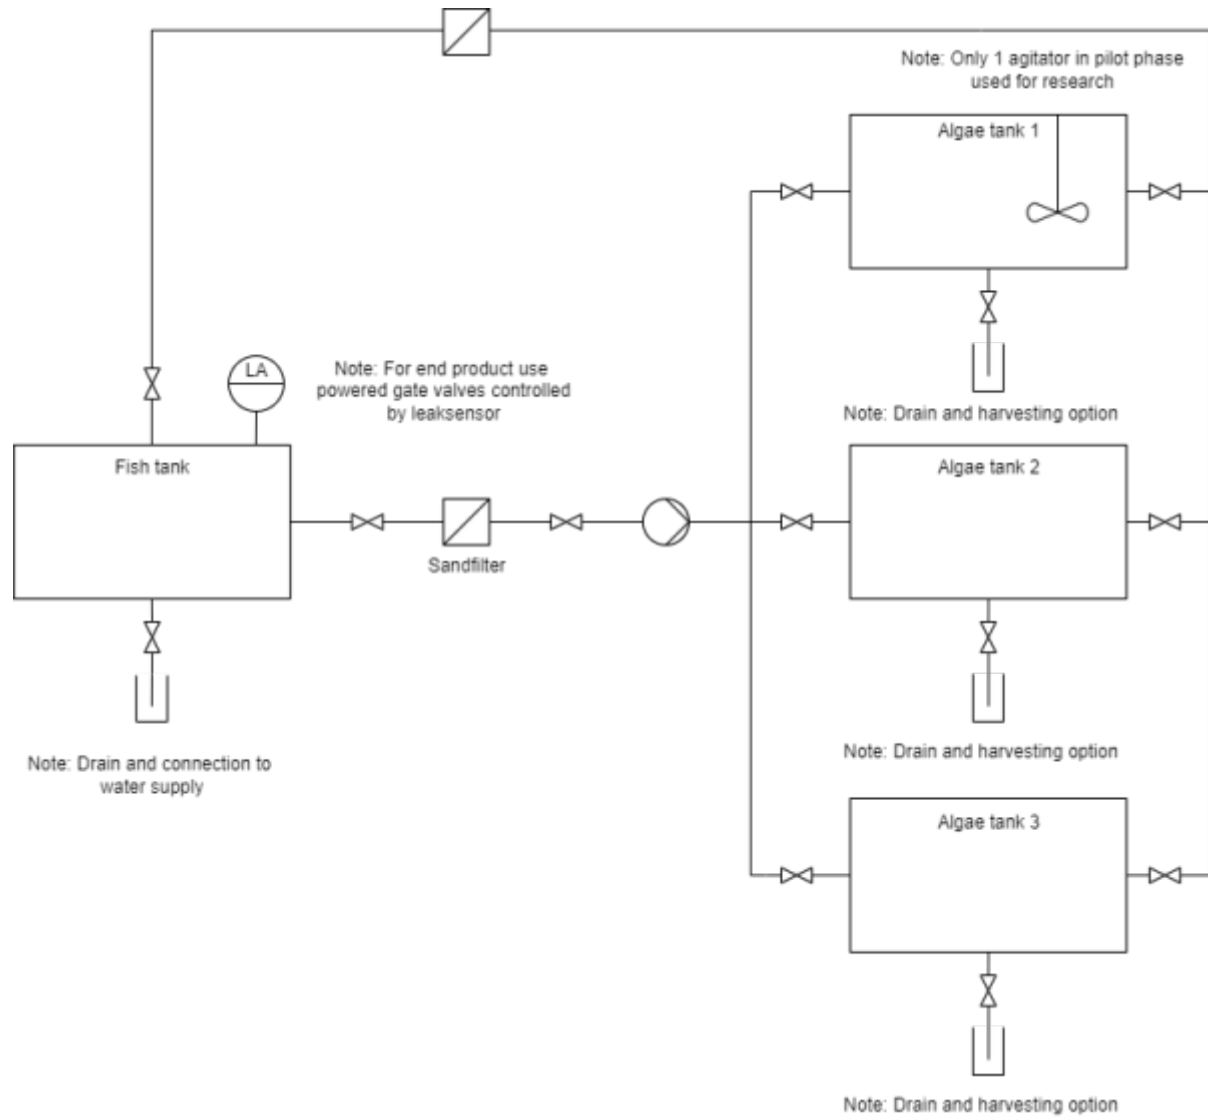 Note: Only 1 agitator in pilot phase
used for research
Algae tank 1
LA
Note: For end product use
powered gate valves controlled
by leaksensor
Note: Drain and harvesting option
Fish tank
Algae tank 2
Sandfilter
Note: Drain and connection to
water supply
Note: Drain and harvesting option
Algae tank 3
Note: Drain and harvesting option